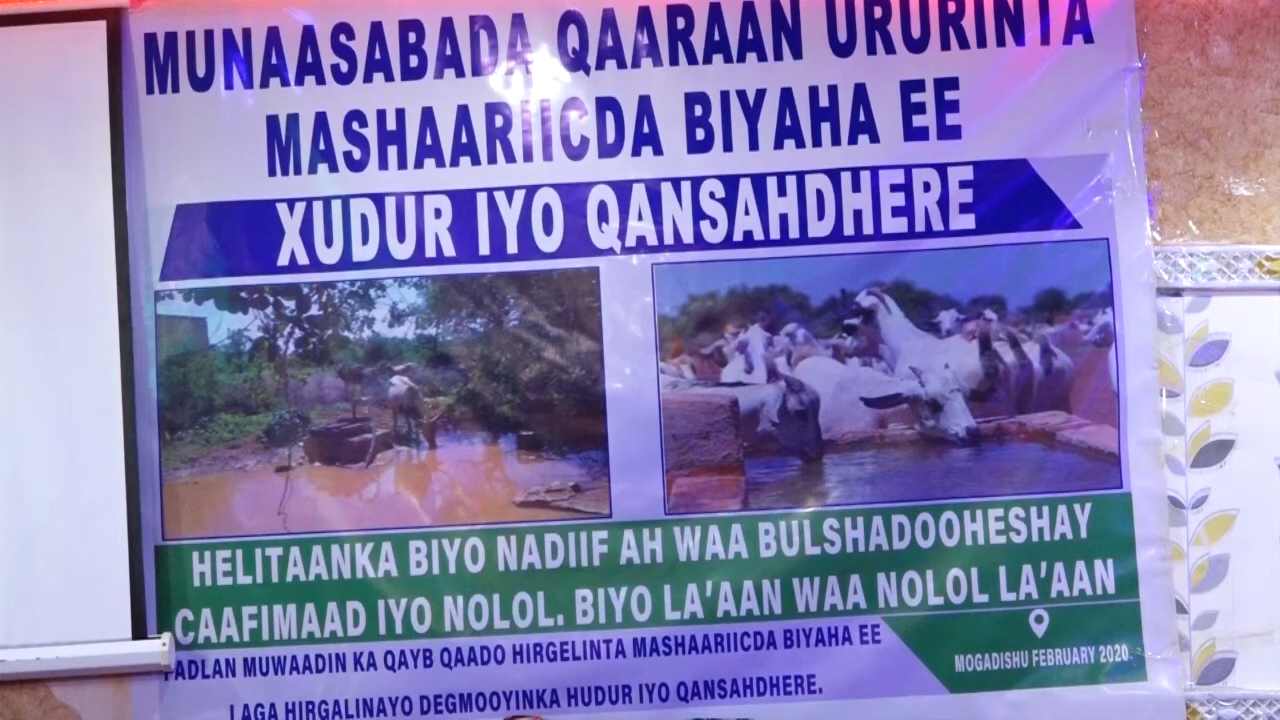 MUNAASABADA QAARAAN URURINTA
MASHAARIICDA BIYAHA EE
XUDUR IYO QANSAHDHERE
HELITAANKA BIYO NADIIF AH WAA BULSHADOOHESHAY
CAAFIMAAD IYO NOLOL. BIYO LA'AAN WAA NOLOL LA'AAN
FADLAN MUWAADIN KA QAYB QAADO HIRGELINTA MASHAARIICDA BIYAHA EE
LAGA HIRGALINAYO DEGMOOYINKA HUDUR IYO QANSAHDHERE.
MOGADISHU FEBRUARY 2020